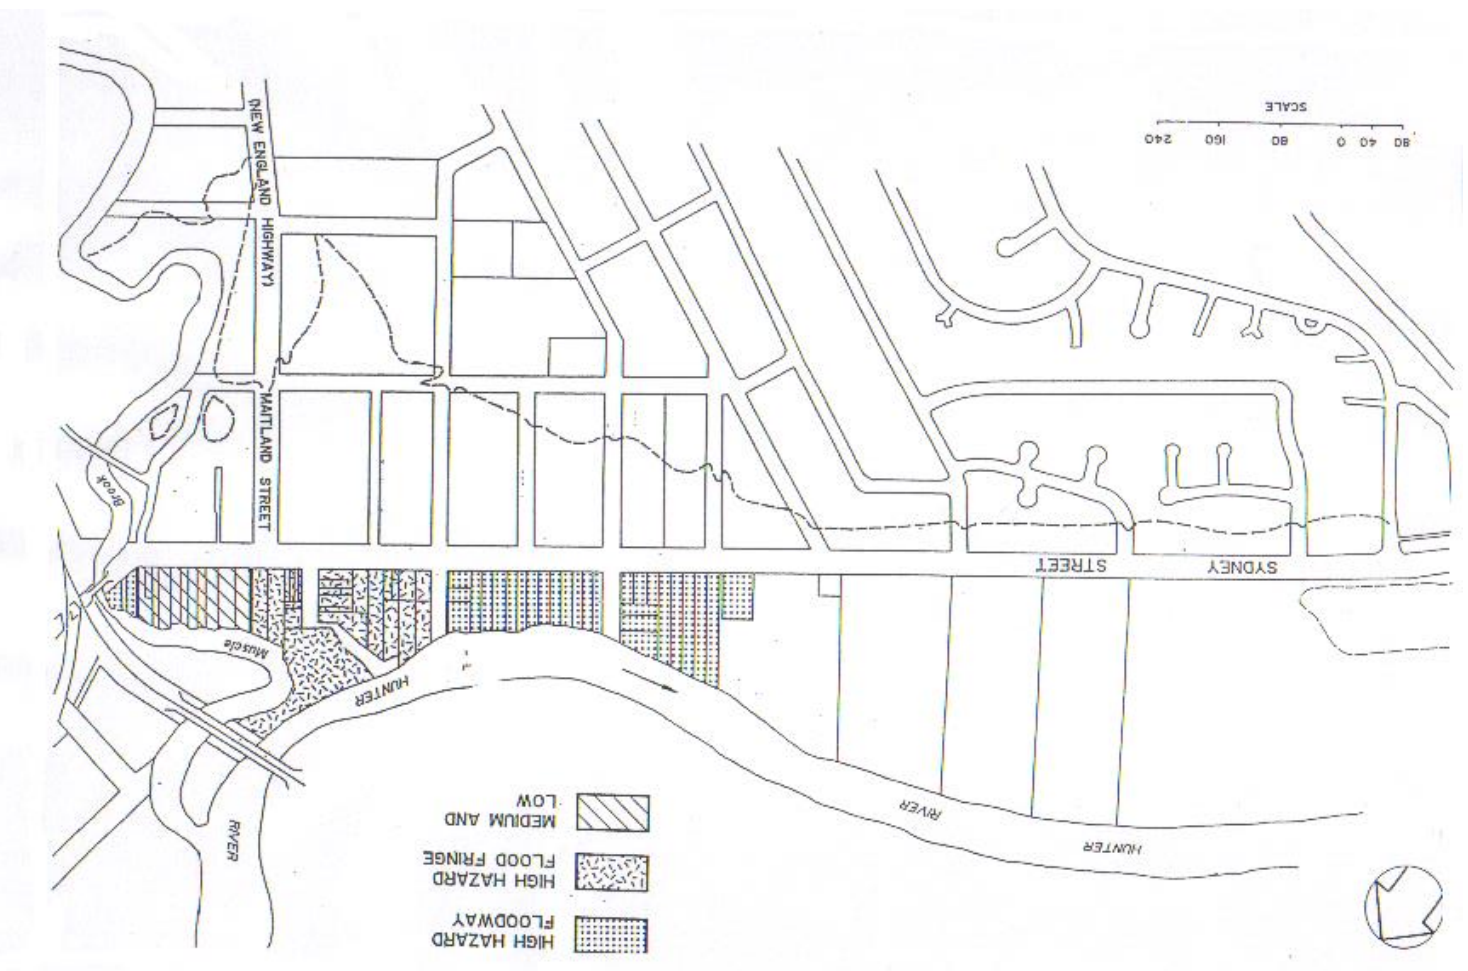 SCALE
80 40 0 80 160 240
(NEW ENGLAND HIGHWAY)
MAITLAND STREET
Brook
SYDNEY STREET
Muscle
HUNTER
RIVER
HUNTER
RIVER
HIGH HAZARD
FLOODWAY
HIGH HAZARD
FLOOD FRINGE
MEDIUM AND
LOW